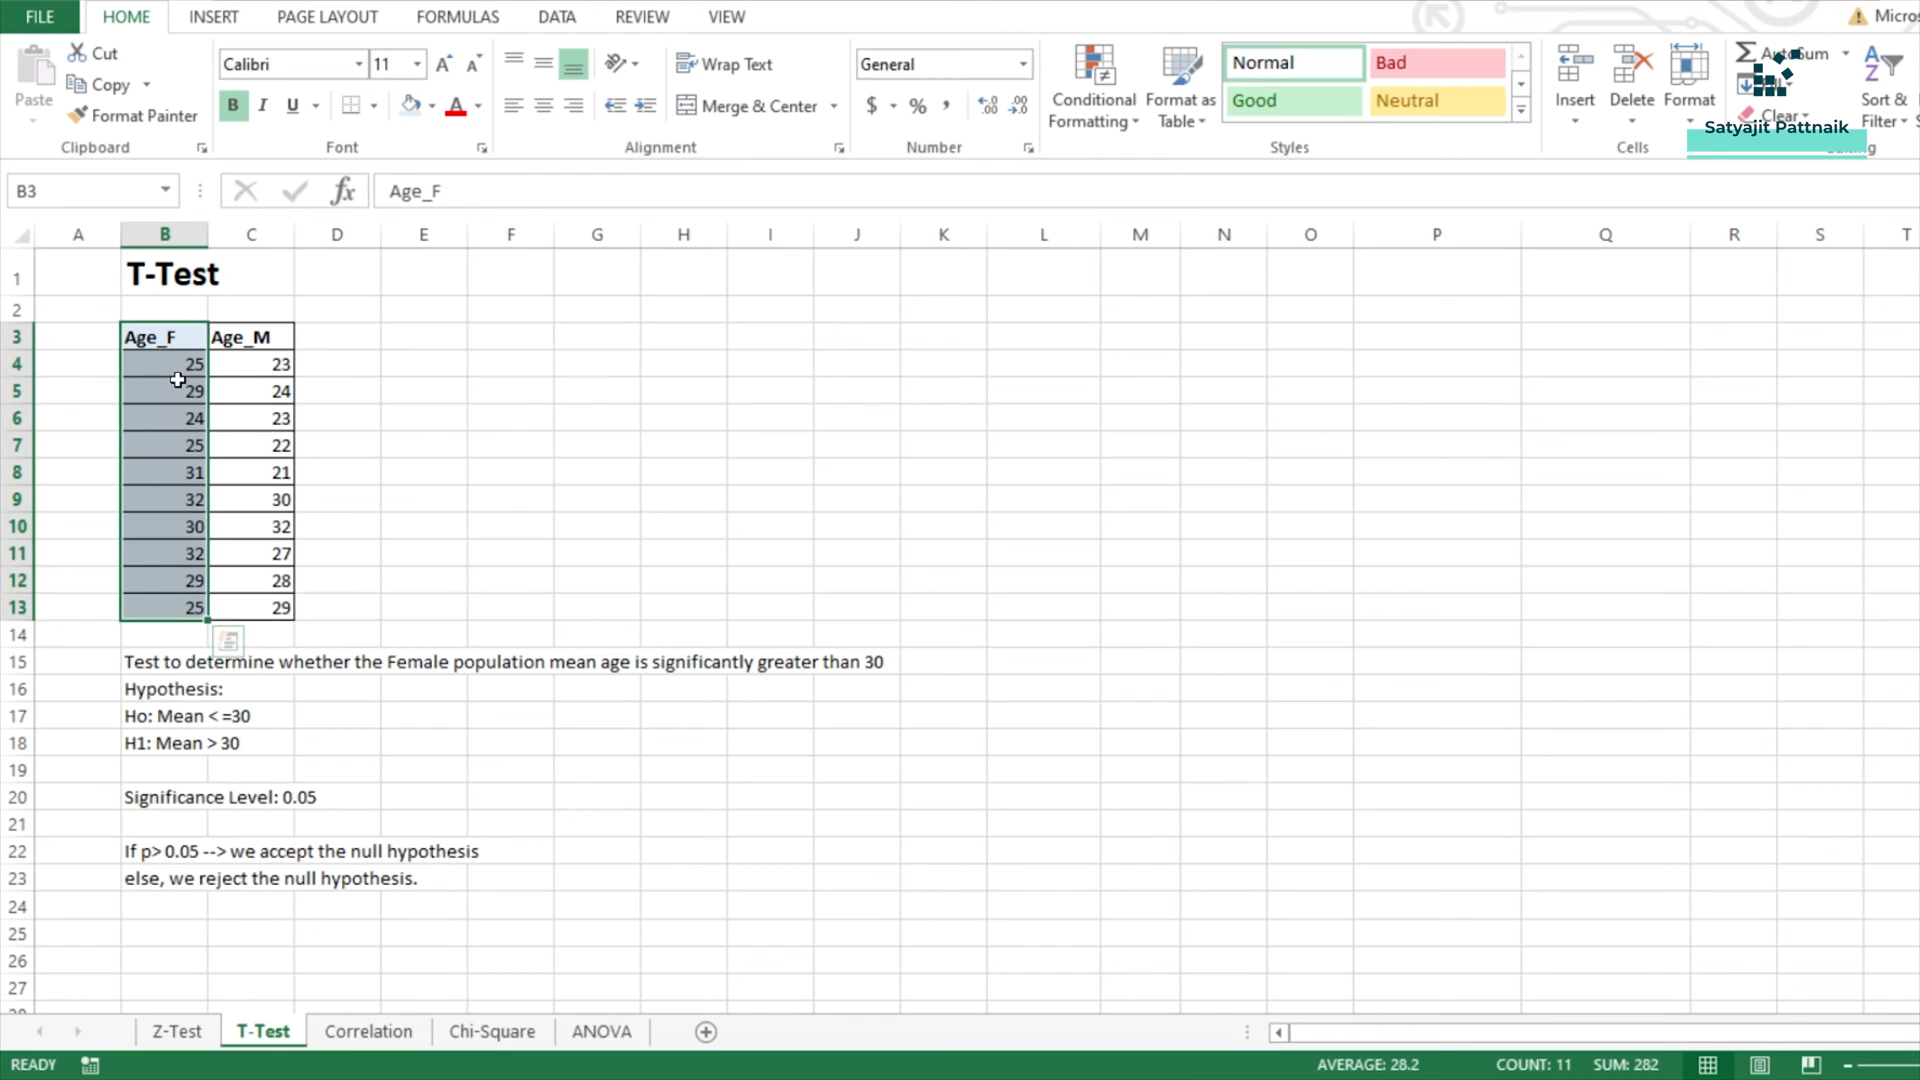 FILE HOME INSERT PAGE LAYOUT FORMULAS DATA REVIEW VIEW Micros
Cut
Copy
Format Painter
Paste
Clipboard
Calibri 11
B I U
Font
Wrap Text
Merge & Center
Alignment
General
$ % ,
Number
Conditional Formatting
Format as Table
Normal Bad
Good Neutral
Styles
Insert Delete Format
Cells
AutoSum
Clear
Sort &
Filter
Satyajit Pattnaik
B3 fx Age_F
A B C D E F G H I J K L M N O P Q R S T
1 T-Test
2
3 Age_F Age_M
4 25 23
5 29 24
6 24 23
7 25 22
8 31 21
9 32 30
10 30 32
11 32 27
12 29 28
13 25 29
14
15 Test to determine whether the Female population mean age is significantly greater than 30
16 Hypothesis:
17 Ho: Mean < =30
18 H1: Mean > 30
19
20 Significance Level: 0.05
21
22 If p> 0.05 --> we accept the null hypothesis
23 else, we reject the null hypothesis.
24
25
26
27
Z-Test T-Test Correlation Chi-Square ANOVA
READY AVERAGE: 28.2 COUNT: 11 SUM: 282